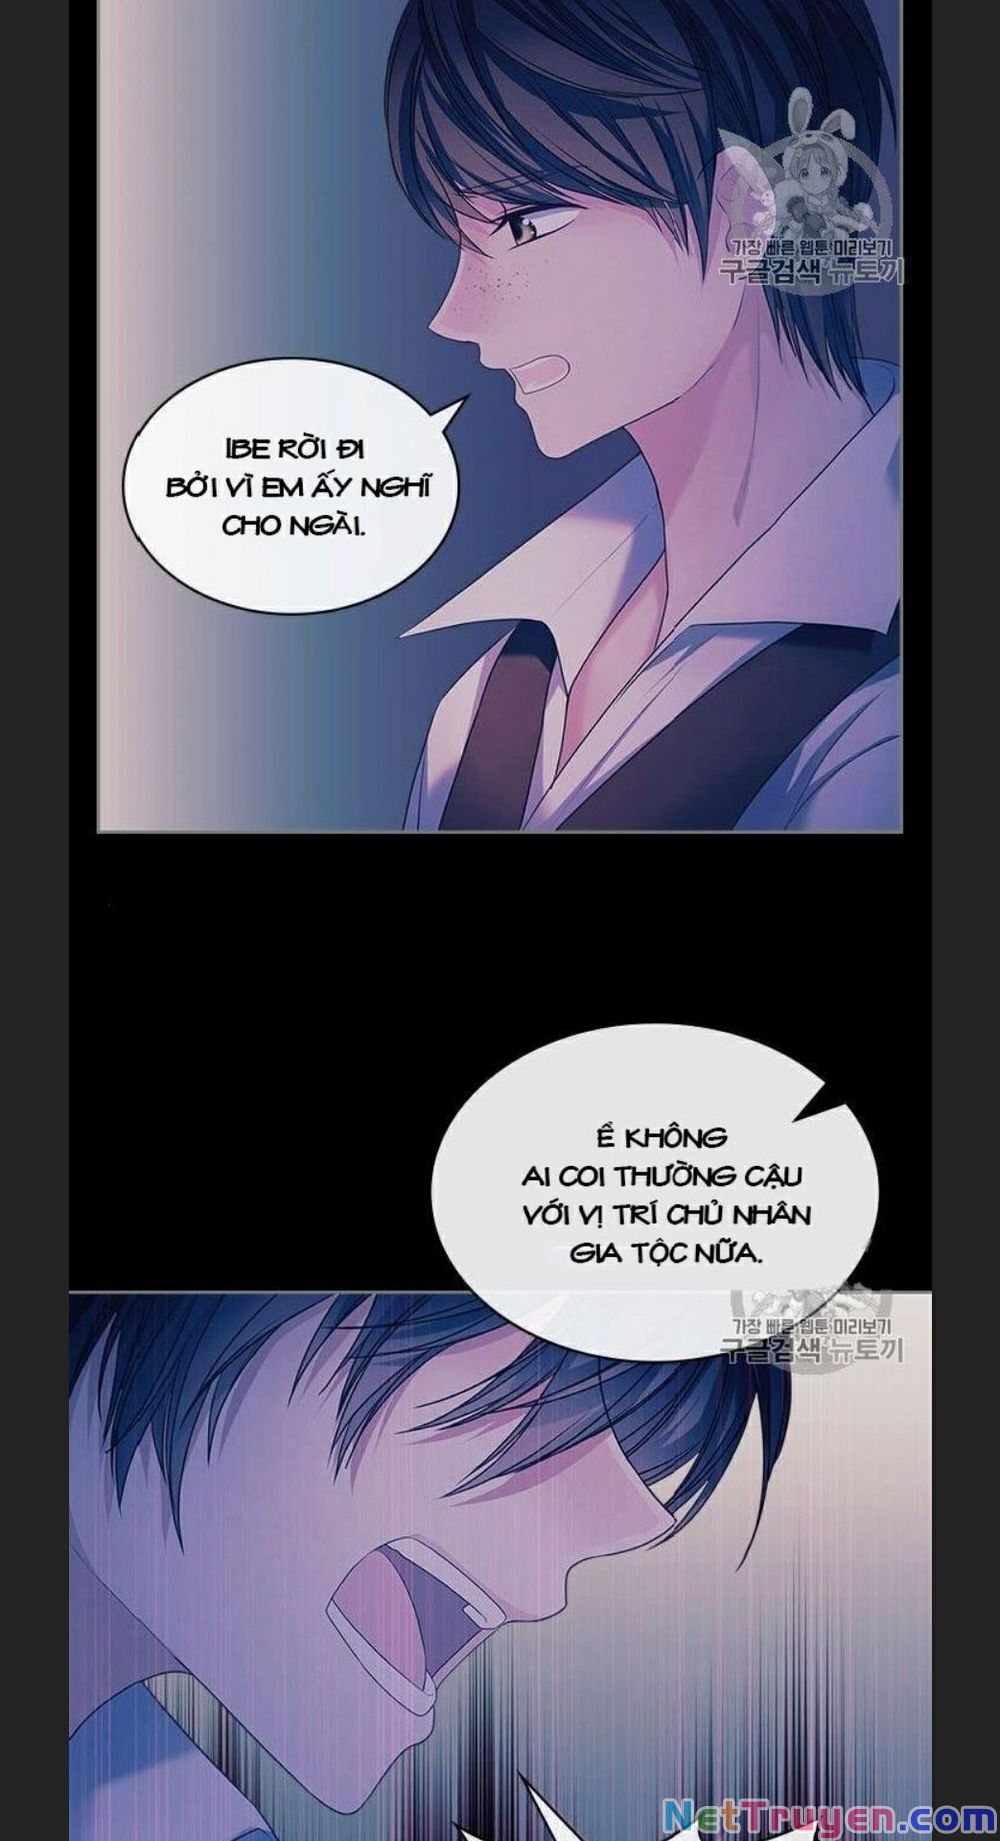 가장 빠른 웹툰 미리보기
구글검색 뉴토끼
IBE RỜI ĐI
BỞI VÌ EM ẤY NGHĨ
CHO NGÀI.
Ể KHÔNG
AI COI THƯỜNG CẬU
VỚI VỊ TRÍ CHỦ NHÂN
GIA TỘC NỮA.
가장 빠른 웹툰 미리보기
구글검색 뉴토끼
NetTruyen.com